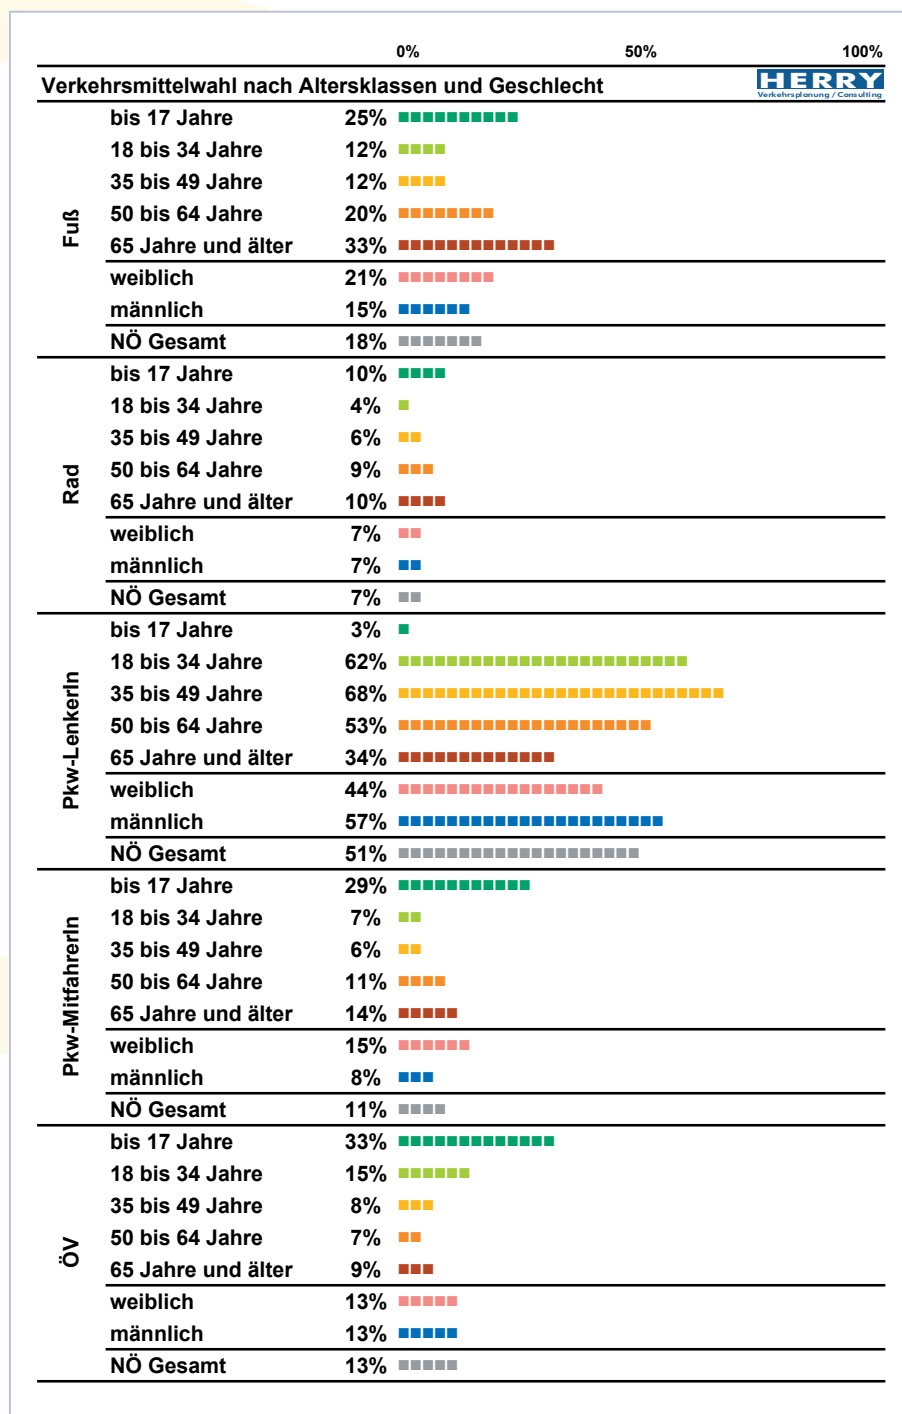 0% 50% 100%
Verkehrsmittelwahl nach Altersklassen und Geschlecht
HERRY
Verkehrsplanung / Consulting
Fuß
bis 17 Jahre 25%
18 bis 34 Jahre 12%
35 bis 49 Jahre 12%
50 bis 64 Jahre 20%
65 Jahre und älter 33%
weiblich 21%
männlich 15%
NÖ Gesamt 18%
Rad
bis 17 Jahre 10%
18 bis 34 Jahre 4%
35 bis 49 Jahre 6%
50 bis 64 Jahre 9%
65 Jahre und älter 10%
weiblich 7%
männlich 7%
NÖ Gesamt 7%
Pkw-LenkerIn
bis 17 Jahre 3%
18 bis 34 Jahre 62%
35 bis 49 Jahre 68%
50 bis 64 Jahre 53%
65 Jahre und älter 34%
weiblich 44%
männlich 57%
NÖ Gesamt 51%
Pkw-MitfahrerIn
bis 17 Jahre 29%
18 bis 34 Jahre 7%
35 bis 49 Jahre 6%
50 bis 64 Jahre 11%
65 Jahre und älter 14%
weiblich 15%
männlich 8%
NÖ Gesamt 11%
ÖV
bis 17 Jahre 33%
18 bis 34 Jahre 15%
35 bis 49 Jahre 8%
50 bis 64 Jahre 7%
65 Jahre und älter 9%
weiblich 13%
männlich 13%
NÖ Gesamt 13%